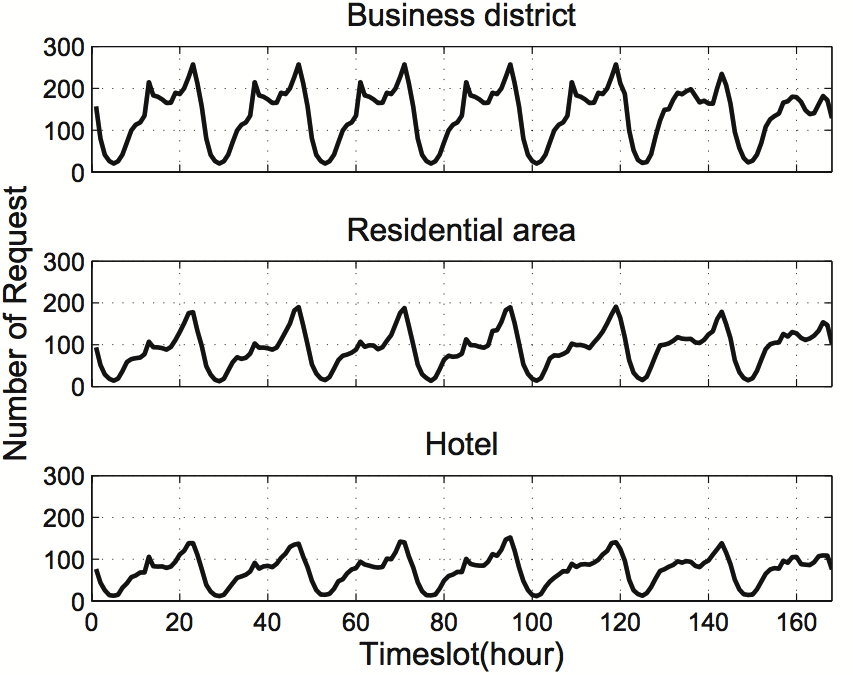 Business district
300
200
100
0
Residential area
300
200
100
0
Number of Request
Hotel
300
200
100
0
0 20 40 60 80 100 120 140 160
Timeslot(hour)